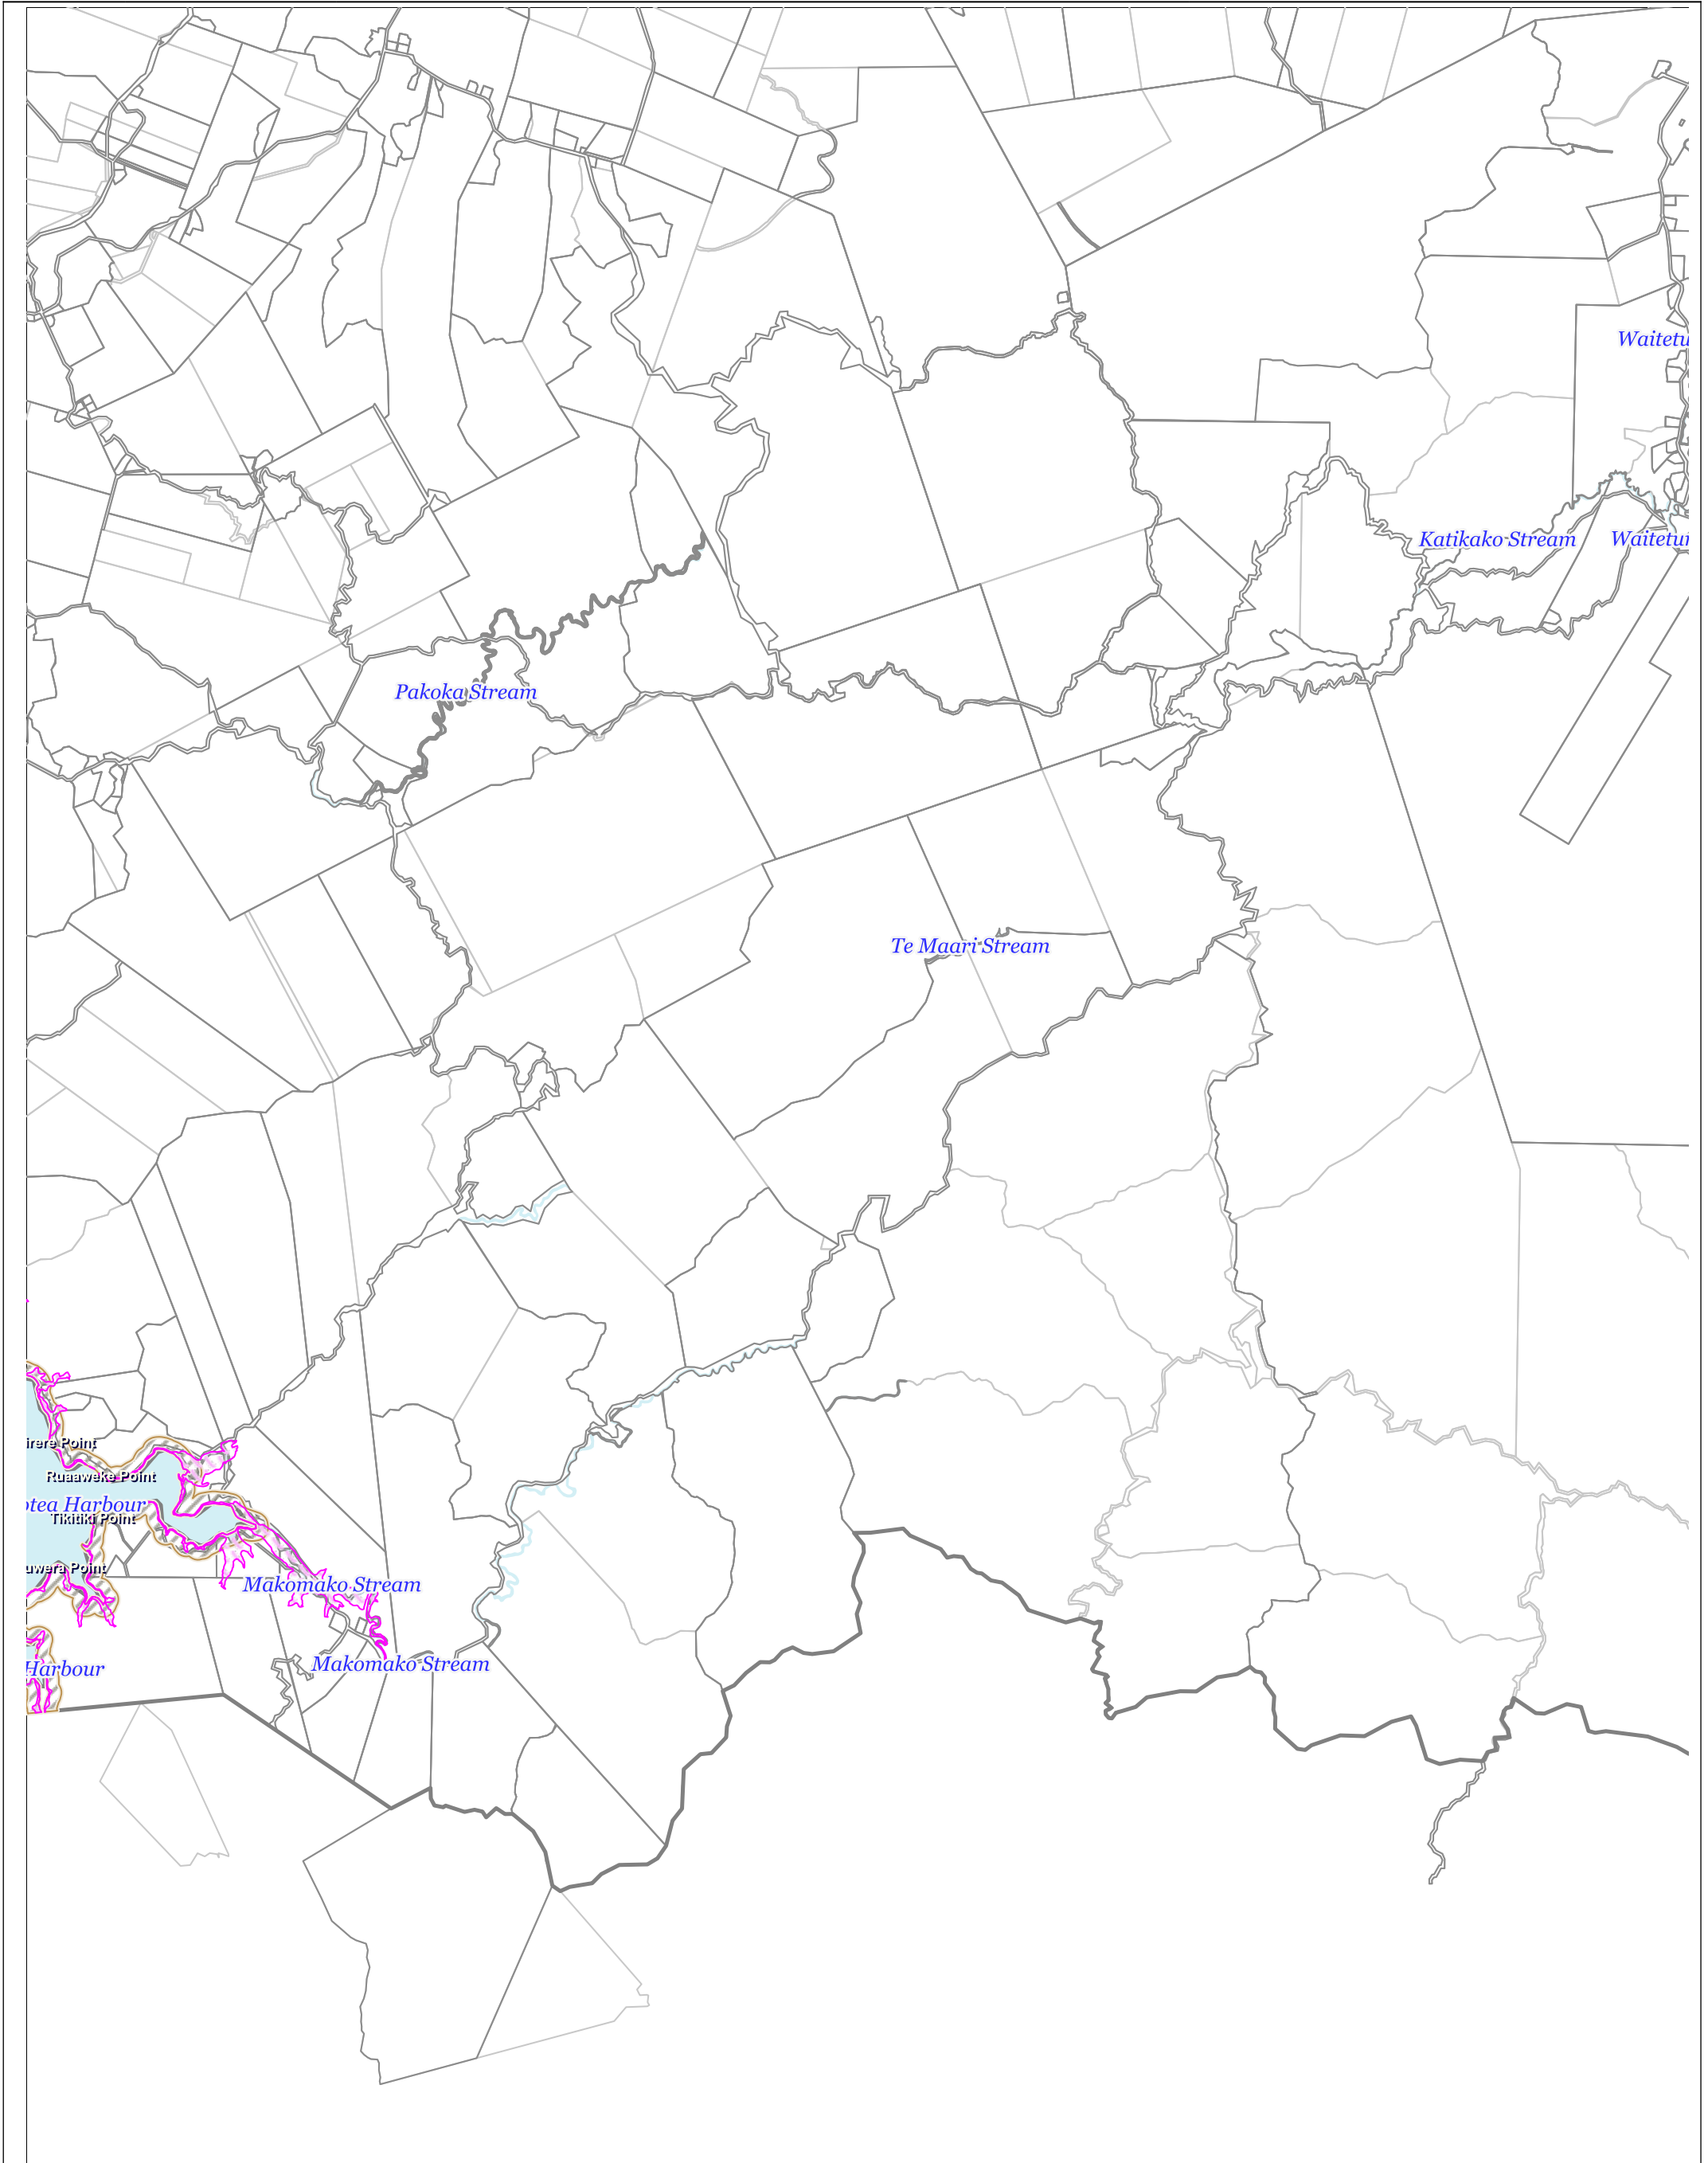 Waitetu
Katikako Stream
Waitetur
Pakoka Stream
Te Maari Stream
irere Point
Ruaaweke Point
otea Harbour
Tikitiki Point
uwera Point
Makomako Stream
Makomako Stream
Harbour